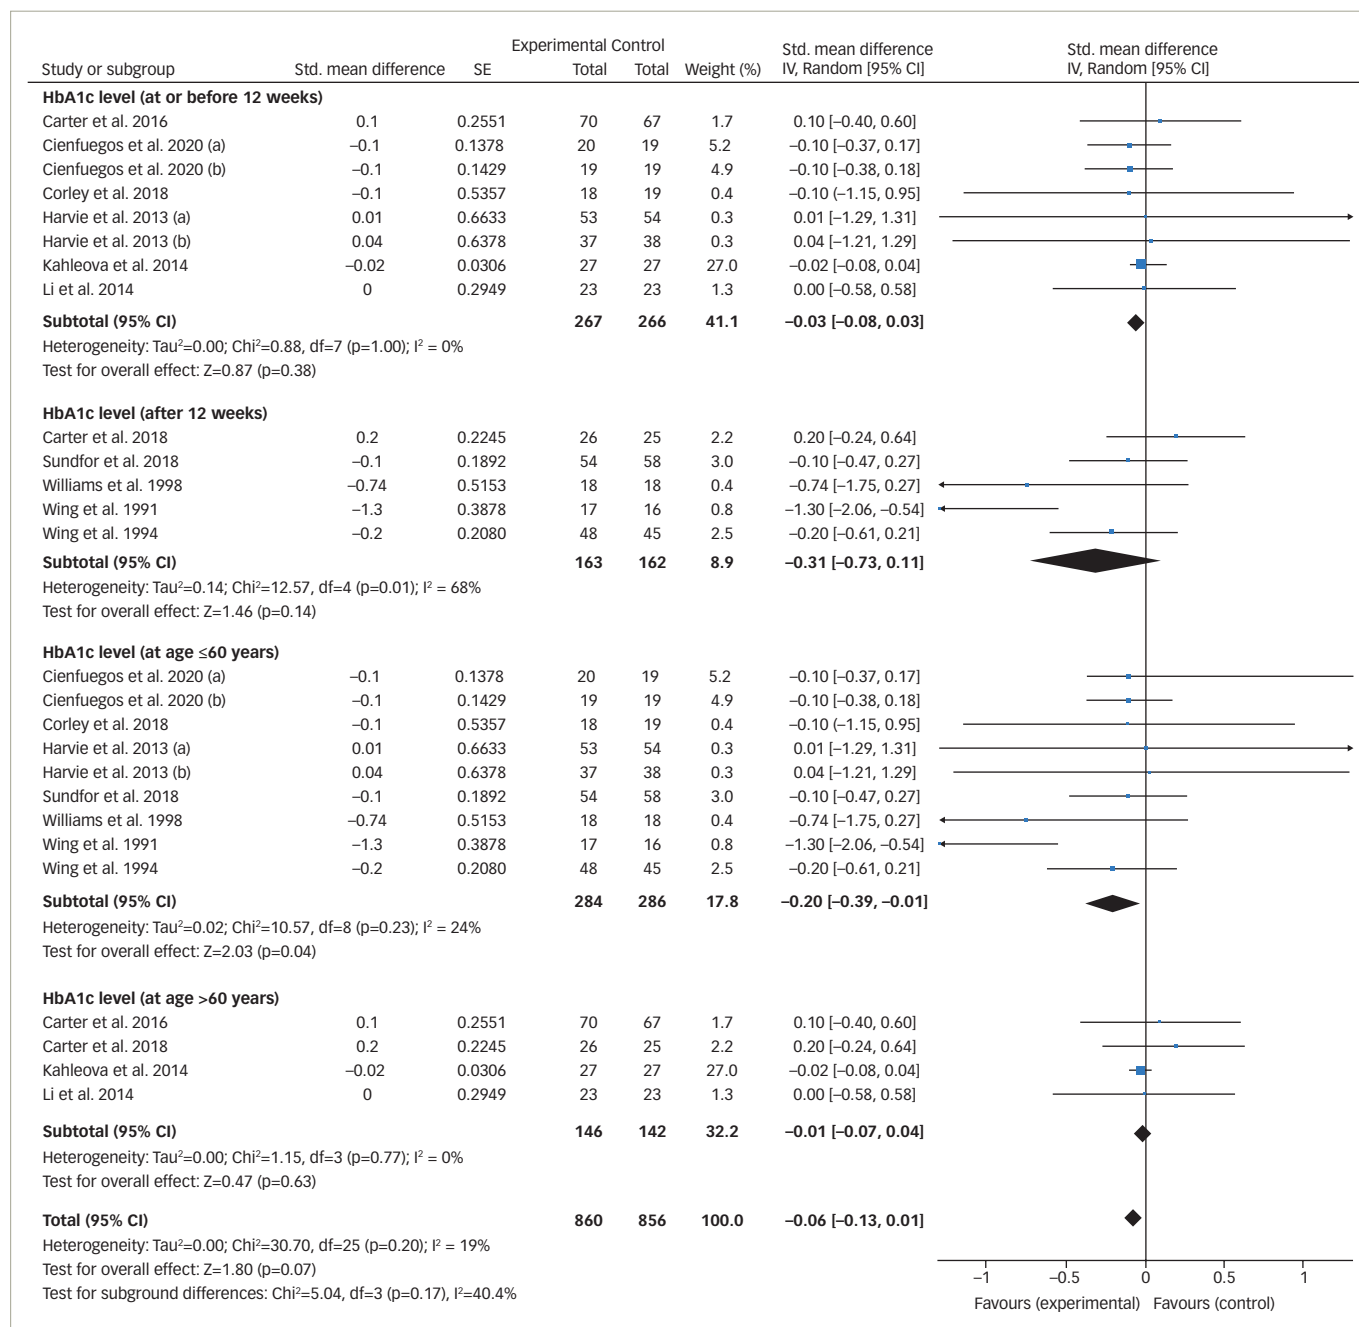 Experimental Control
Std. mean difference
Std. mean difference
Study or subgroup Std. mean difference SE Total Total Weight (%) IV, Random [95% CI] IV, Random [95% CI]
HbA1c level (at or before 12 weeks)
Carter et al. 2016 0.1 0.2551 70 67 1.7 0.10 [−0.40, 0.60]
Cienfuegos et al. 2020 (a) −0.1 0.1378 20 19 5.2 −0.10 [−0.37, 0.17]
Cienfuegos et al. 2020 (b) −0.1 0.1429 19 19 4.9 −0.10 [−0.38, 0.18]
Corley et al. 2018 −0.1 0.5357 18 19 0.4 −0.10 (−1.15, 0.95]
Harvie et al. 2013 (a) 0.01 0.6633 53 54 0.3 0.01 [−1.29, 1.31]
Harvie et al. 2013 (b) 0.04 0.6378 37 38 0.3 0.04 [−1.21, 1.29]
Kahleova et al. 2014 −0.02 0.0306 27 27 27.0 −0.02 [−0.08, 0.04]
Li et al. 2014 0 0.2949 23 23 1.3 0.00 [−0.58, 0.58]
Subtotal (95% CI) 267 266 41.1 −0.03 [−0.08, 0.03]
Heterogeneity: Tau²=0.00; Chi²=0.88, df=7 (p=1.00); I² = 0%
Test for overall effect: Z=0.87 (p=0.38)
HbA1c level (after 12 weeks)
Carter et al. 2018 0.2 0.2245 26 25 2.2 0.20 [−0.24, 0.64]
Sundfor et al. 2018 −0.1 0.1892 54 58 3.0 −0.10 [−0.47, 0.27]
Williams et al. 1998 −0.74 0.5153 18 18 0.4 −0.74 [−1.75, 0.27]
Wing et al. 1991 −1.3 0.3878 17 16 0.8 −1.30 [−2.06, −0.54]
Wing et al. 1994 −0.2 0.2080 48 45 2.5 −0.20 [−0.61, 0.21]
Subtotal (95% CI) 163 162 8.9 −0.31 [−0.73, 0.11]
Heterogeneity: Tau²=0.14; Chi²=12.57, df=4 (p=0.01); I² = 68%
Test for overall effect: Z=1.46 (p=0.14)
HbA1c level (at age ≤60 years)
Cienfuegos et al. 2020 (a) −0.1 0.1378 20 19 5.2 −0.10 [−0.37, 0.17]
Cienfuegos et al. 2020 (b) −0.1 0.1429 19 19 4.9 −0.10 [−0.38, 0.18]
Corley et al. 2018 −0.1 0.5357 18 19 0.4 −0.10 (−1.15, 0.95]
Harvie et al. 2013 (a) 0.01 0.6633 53 54 0.3 0.01 [−1.29, 1.31]
Harvie et al. 2013 (b) 0.04 0.6378 37 38 0.3 0.04 [−1.21, 1.29]
Sundfor et al. 2018 −0.1 0.1892 54 58 3.0 −0.10 [−0.47, 0.27]
Williams et al. 1998 −0.74 0.5153 18 18 0.4 −0.74 [−1.75, 0.27]
Wing et al. 1991 −1.3 0.3878 17 16 0.8 −1.30 [−2.06, −0.54]
Wing et al. 1994 −0.2 0.2080 48 45 2.5 −0.20 [−0.61, 0.21]
Subtotal (95% CI) 284 286 17.8 −0.20 [−0.39, −0.01]
Heterogeneity: Tau²=0.02; Chi²=10.57, df=8 (p=0.23); I² = 24%
Test for overall effect: Z=2.03 (p=0.04)
HbA1c level (at age >60 years)
Carter et al. 2016 0.1 0.2551 70 67 1.7 0.10 [−0.40, 0.60]
Carter et al. 2018 0.2 0.2245 26 25 2.2 0.20 [−0.24, 0.64]
Kahleova et al. 2014 −0.02 0.0306 27 27 27.0 −0.02 [−0.08, 0.04]
Li et al. 2014 0 0.2949 23 23 1.3 0.00 [−0.58, 0.58]
Subtotal (95% CI) 146 142 32.2 −0.01 [−0.07, 0.04]
Heterogeneity: Tau²=0.00; Chi²=1.15, df=3 (p=0.77); I² = 0%
Test for overall effect: Z=0.47 (p=0.63)
Total (95% CI) 860 856 100.0 −0.06 [−0.13, 0.01]
Heterogeneity: Tau²=0.00; Chi²=30.70, df=25 (p=0.20); I² = 19%
Test for overall effect: Z=1.80 (p=0.07)
Test for subground differences: Chi²=5.04, df=3 (p=0.17), I²=40.4%
−1 −0.5 0 0.5 1
Favours (experimental) Favours (control)